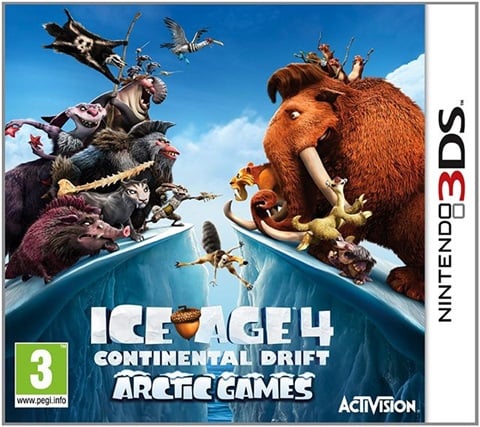 ICE AGE 4
CONTINENTAL DRIFT
ARCTIC GAMES
3
www.pegi.info
ACTIVISION
NINTENDO 3DS